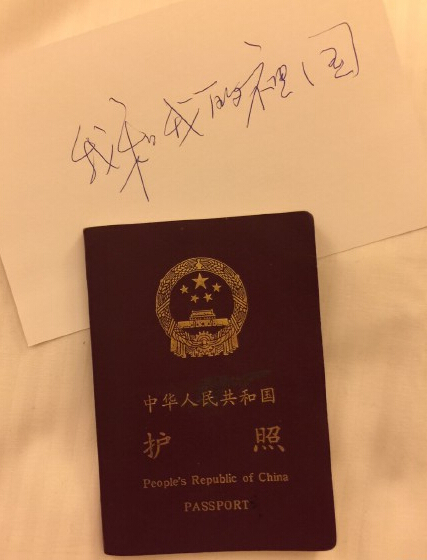 我和我的祖国
中华人民共和国
护 照
People's Republic of China
PASSPORT